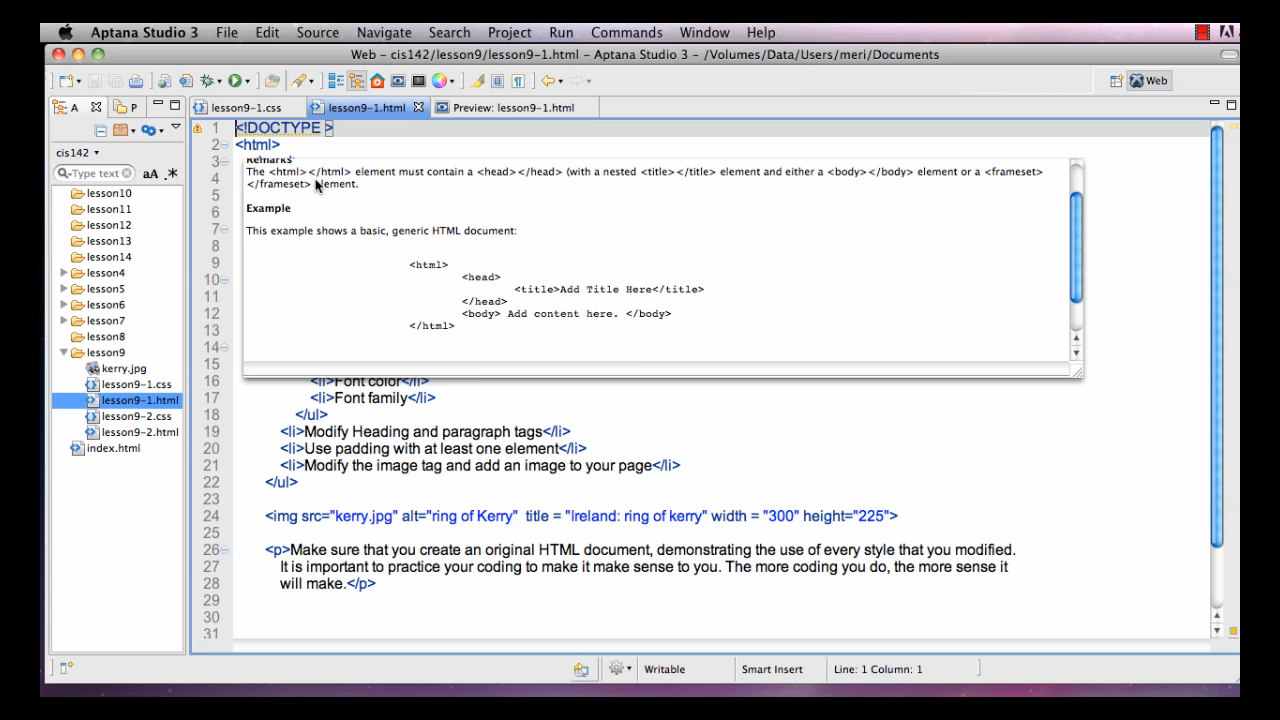 Aptana Studio 3 File Edit Source Navigate Search Project Run Commands Window Help
Web – cis142/lesson9/lesson9-1.html – Aptana Studio 3 – /Volumes/Data/Users/meri/Documents
Web
A P lesson9-1.css lesson9-1.html Preview: lesson9-1.html
cis142
Type text aA .*
lesson10
lesson11
lesson12
lesson13
lesson14
lesson4
lesson5
lesson6
lesson7
lesson8
lesson9
kerry.jpg
lesson9-1.css
lesson9-1.html
lesson9-2.css
lesson9-2.html
index.html
1 <!DOCTYPE >
2 <html>
3
4
5
6
7
8
9
10
11
12
13
14
15
Remarks
The <html></html> element must contain a <head></head> (with a nested <title></title> element and either a <body></body> element or a <frameset>
</frameset> element.
Example
This example shows a basic, generic HTML document:
<html>
<head>
<title>Add Title Here</title>
</head>
<body> Add content here. </body>
</html>
16 <li>Font color</li>
17 <li>Font family</li>
18 </ul>
19 <li>Modify Heading and paragraph tags</li>
20 <li>Use padding with at least one element</li>
21 <li>Modify the image tag and add an image to your page</li>
22 </ul>
23
24 <img src="kerry.jpg" alt="ring of Kerry" title = "Ireland: ring of kerry" width = "300" height="225">
25
26 <p>Make sure that you create an original HTML document, demonstrating the use of every style that you modified.
27 It is important to practice your coding to make it make sense to you. The more coding you do, the more sense it
28 will make.</p>
29
30
31
Writable Smart Insert Line: 1 Column: 1